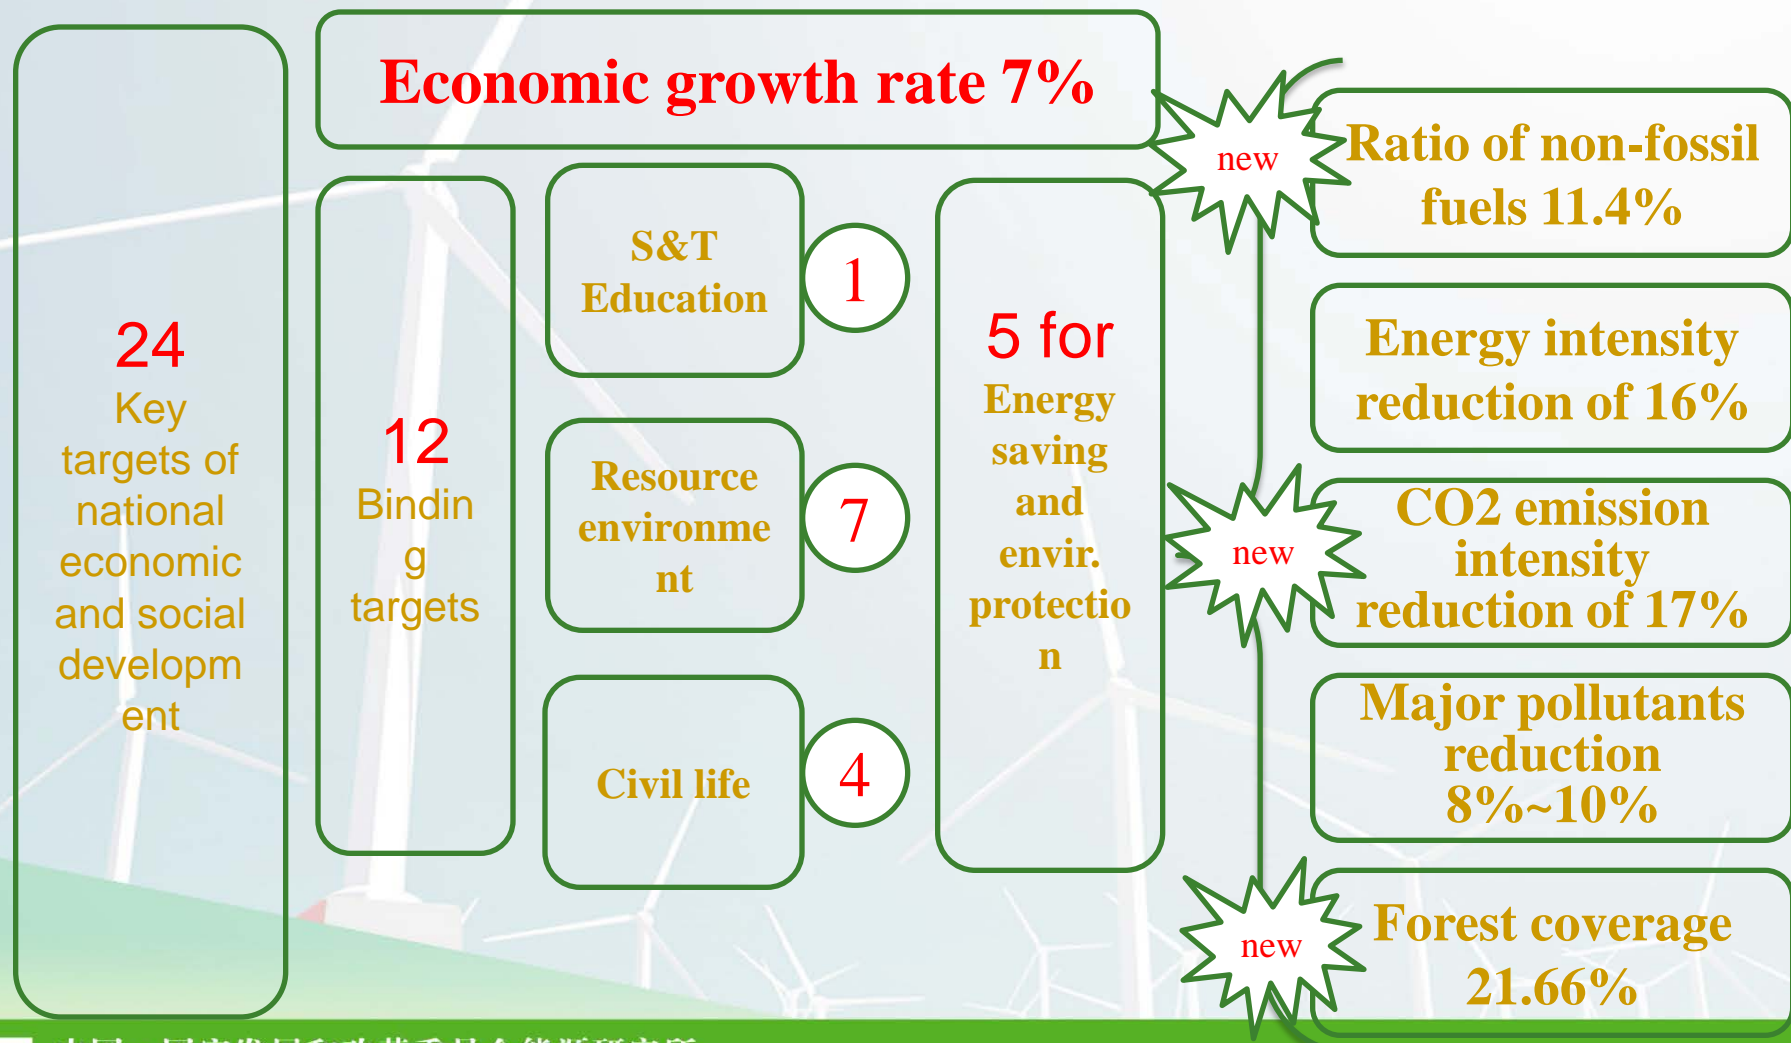 Economic growth rate 7%
24
Key
targets of
national
economic
and social
developm
ent
12
Bindin
g
targets
S&T
Education
1
Resource
environme
nt
7
Civil life
4
5 for
Energy
saving
and
envir.
protectio
n
new
Ratio of non-fossil
fuels 11.4%
Energy intensity
reduction of 16%
new
CO2 emission
intensity
reduction of 17%
Major pollutants
reduction
8%~10%
new
Forest coverage
21.66%